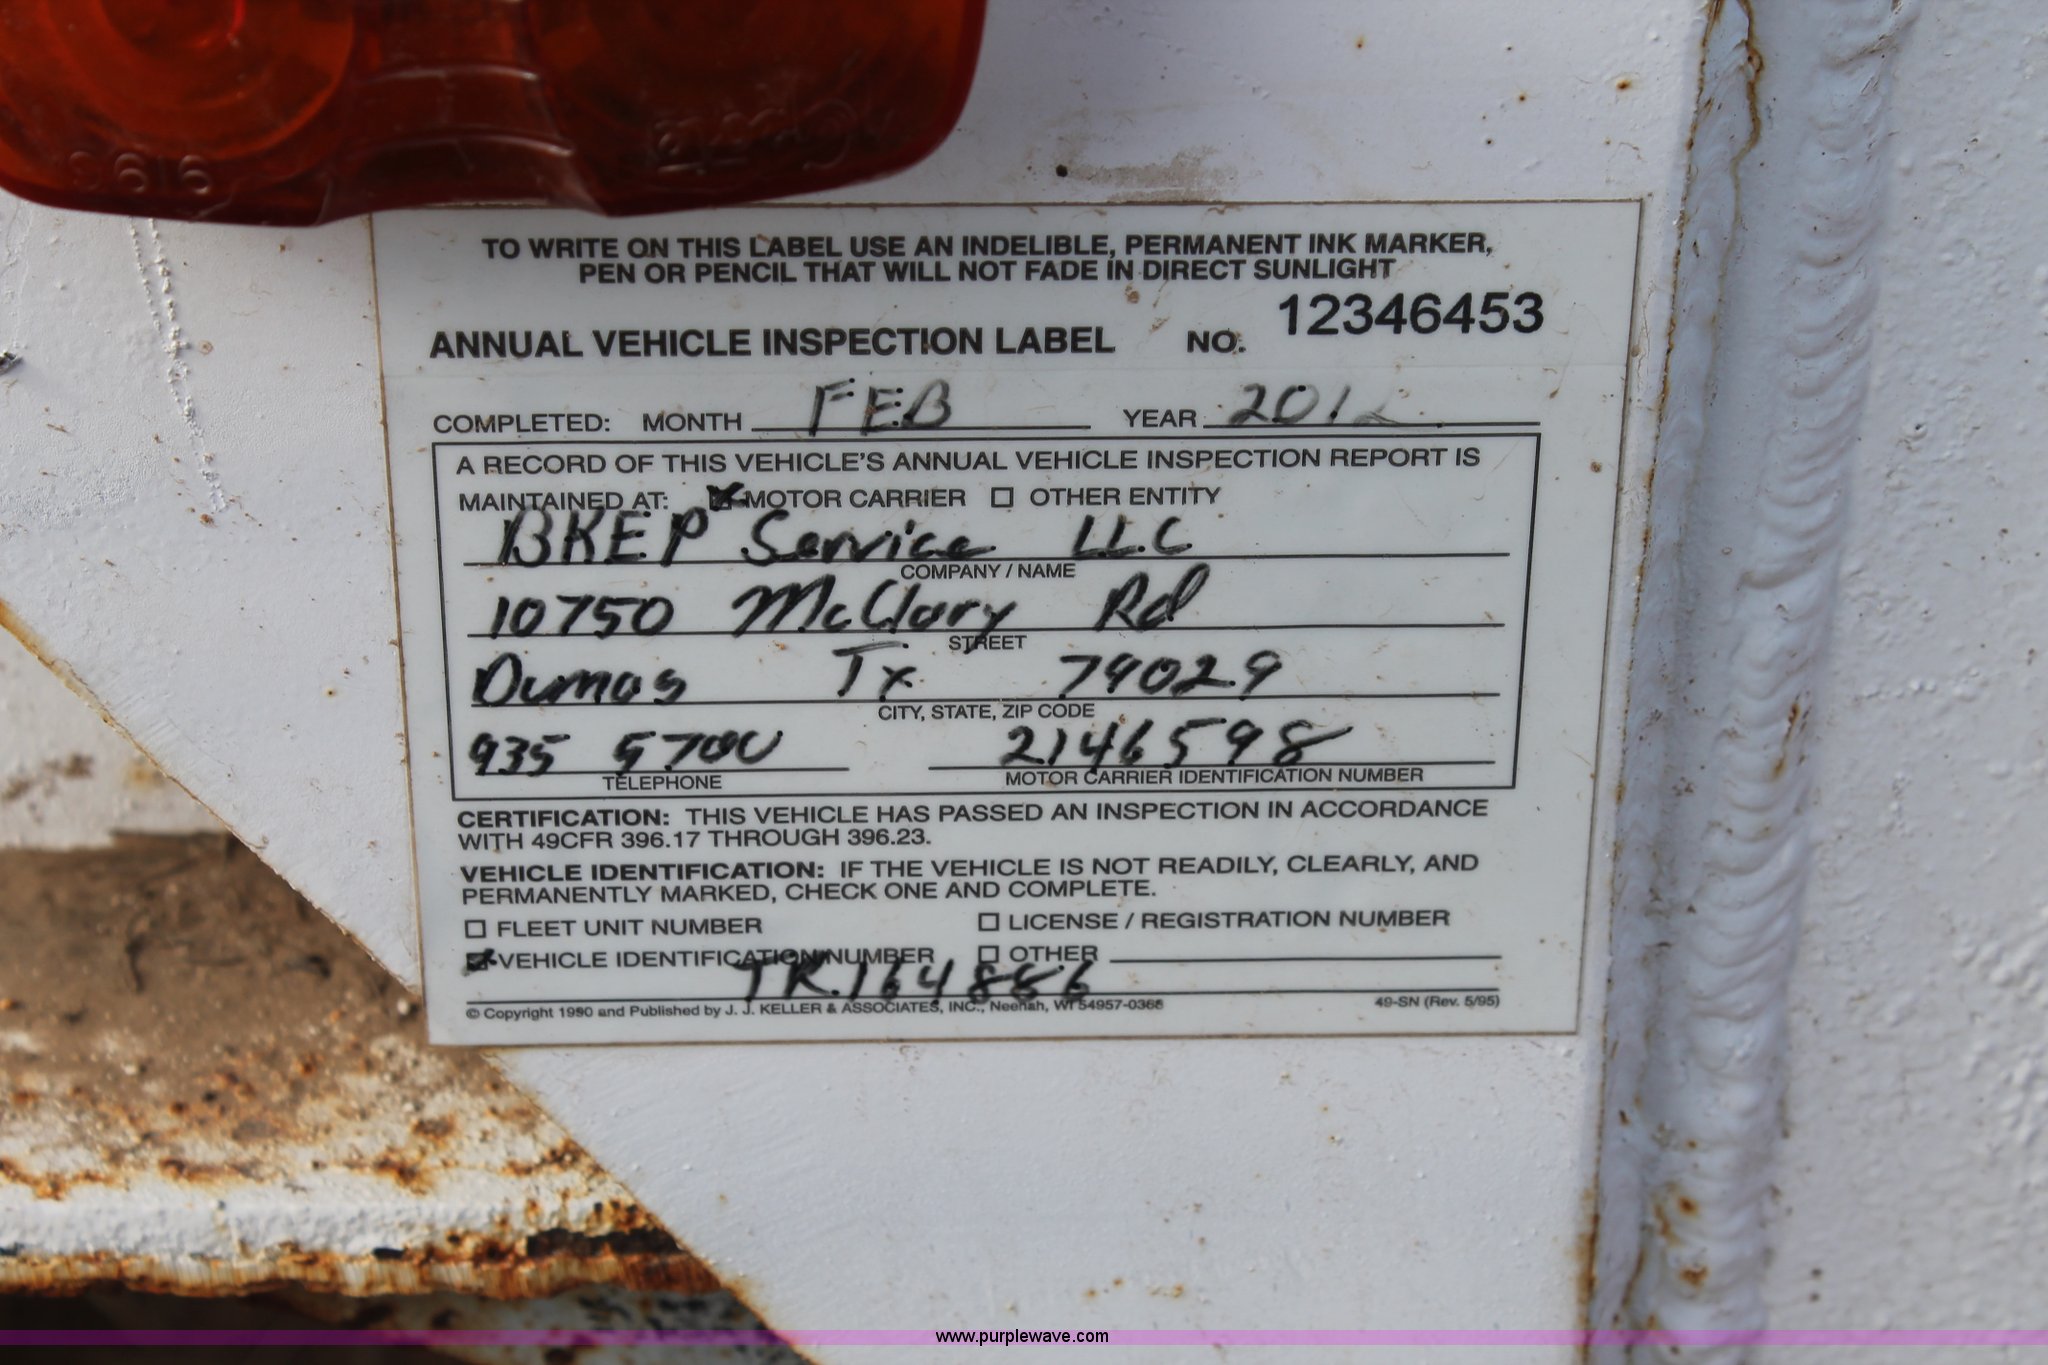 9196
TO WRITE ON THIS LABEL USE AN INDELIBLE, PERMANENT INK MARKER,
PEN OR PENCIL THAT WILL NOT FADE IN DIRECT SUNLIGHT
ANNUAL VEHICLE INSPECTION LABEL NO. 12346453
COMPLETED: MONTH FEB YEAR 2012
A RECORD OF THIS VEHICLE'S ANNUAL VEHICLE INSPECTION REPORT IS
MAINTAINED AT: ☒ MOTOR CARRIER ☐ OTHER ENTITY
BKEP Service LLC
COMPANY / NAME
10750 McClary Rd
STREET
Dumas Tx 79029
CITY, STATE, ZIP CODE
935 5700 2146598
TELEPHONE MOTOR CARRIER IDENTIFICATION NUMBER
CERTIFICATION: THIS VEHICLE HAS PASSED AN INSPECTION IN ACCORDANCE
WITH 49CFR 396.17 THROUGH 396.23.
VEHICLE IDENTIFICATION: IF THE VEHICLE IS NOT READILY, CLEARLY, AND
PERMANENTLY MARKED, CHECK ONE AND COMPLETE.
☐ FLEET UNIT NUMBER ☐ LICENSE / REGISTRATION NUMBER
☒ VEHICLE IDENTIFICATION NUMBER ☐ OTHER
TR.164886
© Copyright 1990 and Published by J. J. KELLER & ASSOCIATES, INC., Neenah, WI 54957-0368 49-SN (Rev. 5/95)
www.purplewave.com